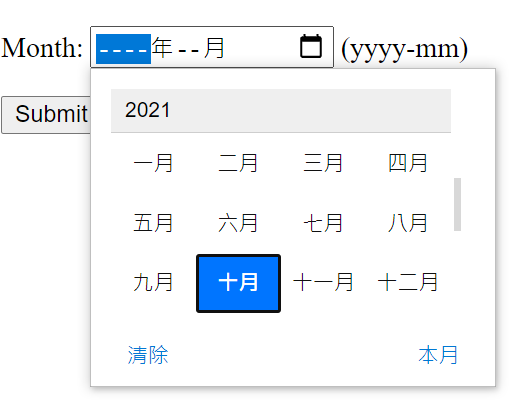 Month: ----年--月 (yyyy-mm)
Submit
2021
一月 二月 三月 四月
五月 六月 七月 八月
九月 十月 十一月 十二月
清除 本月